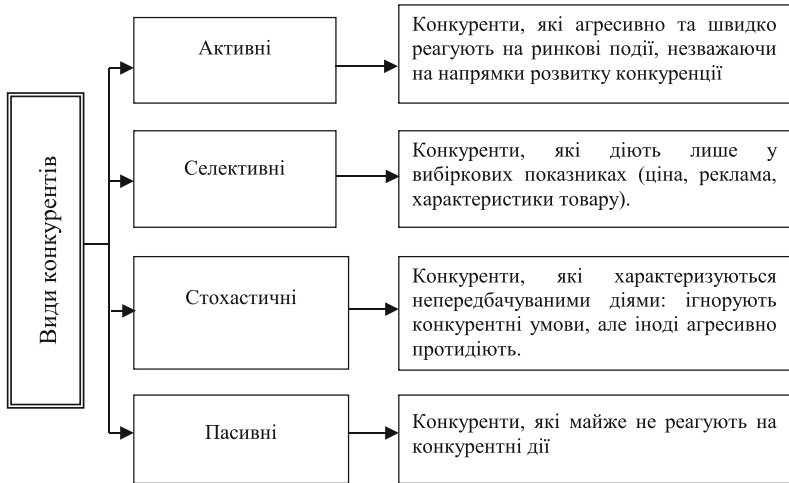 Види конкурентів
Активні
Конкуренти, які агресивно та швидко
реагують на ринкові події, незважаючи
на напрямки розвитку конкуренції
Селективні
Конкуренти, які діють лише у
вибіркових показниках (ціна, реклама,
характеристики товару).
Стохастичні
Конкуренти, які характеризуються
непередбачуваними діями: ігнорують
конкурентні умови, але іноді агресивно
протидіють.
Пасивні
Конкуренти, які майже не реагують на
конкурентні дії